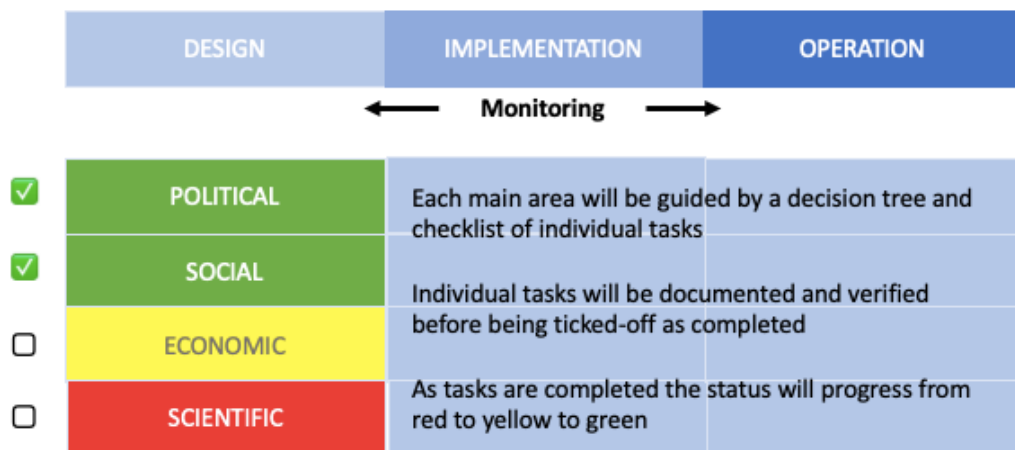 DESIGN
IMPLEMENTATION
OPERATION
Monitoring
POLITICAL
Each main area will be guided by a decision tree and
checklist of individual tasks
SOCIAL
Individual tasks will be documented and verified
before being ticked-off as completed
ECONOMIC
As tasks are completed the status will progress from
red to yellow to green
SCIENTIFIC